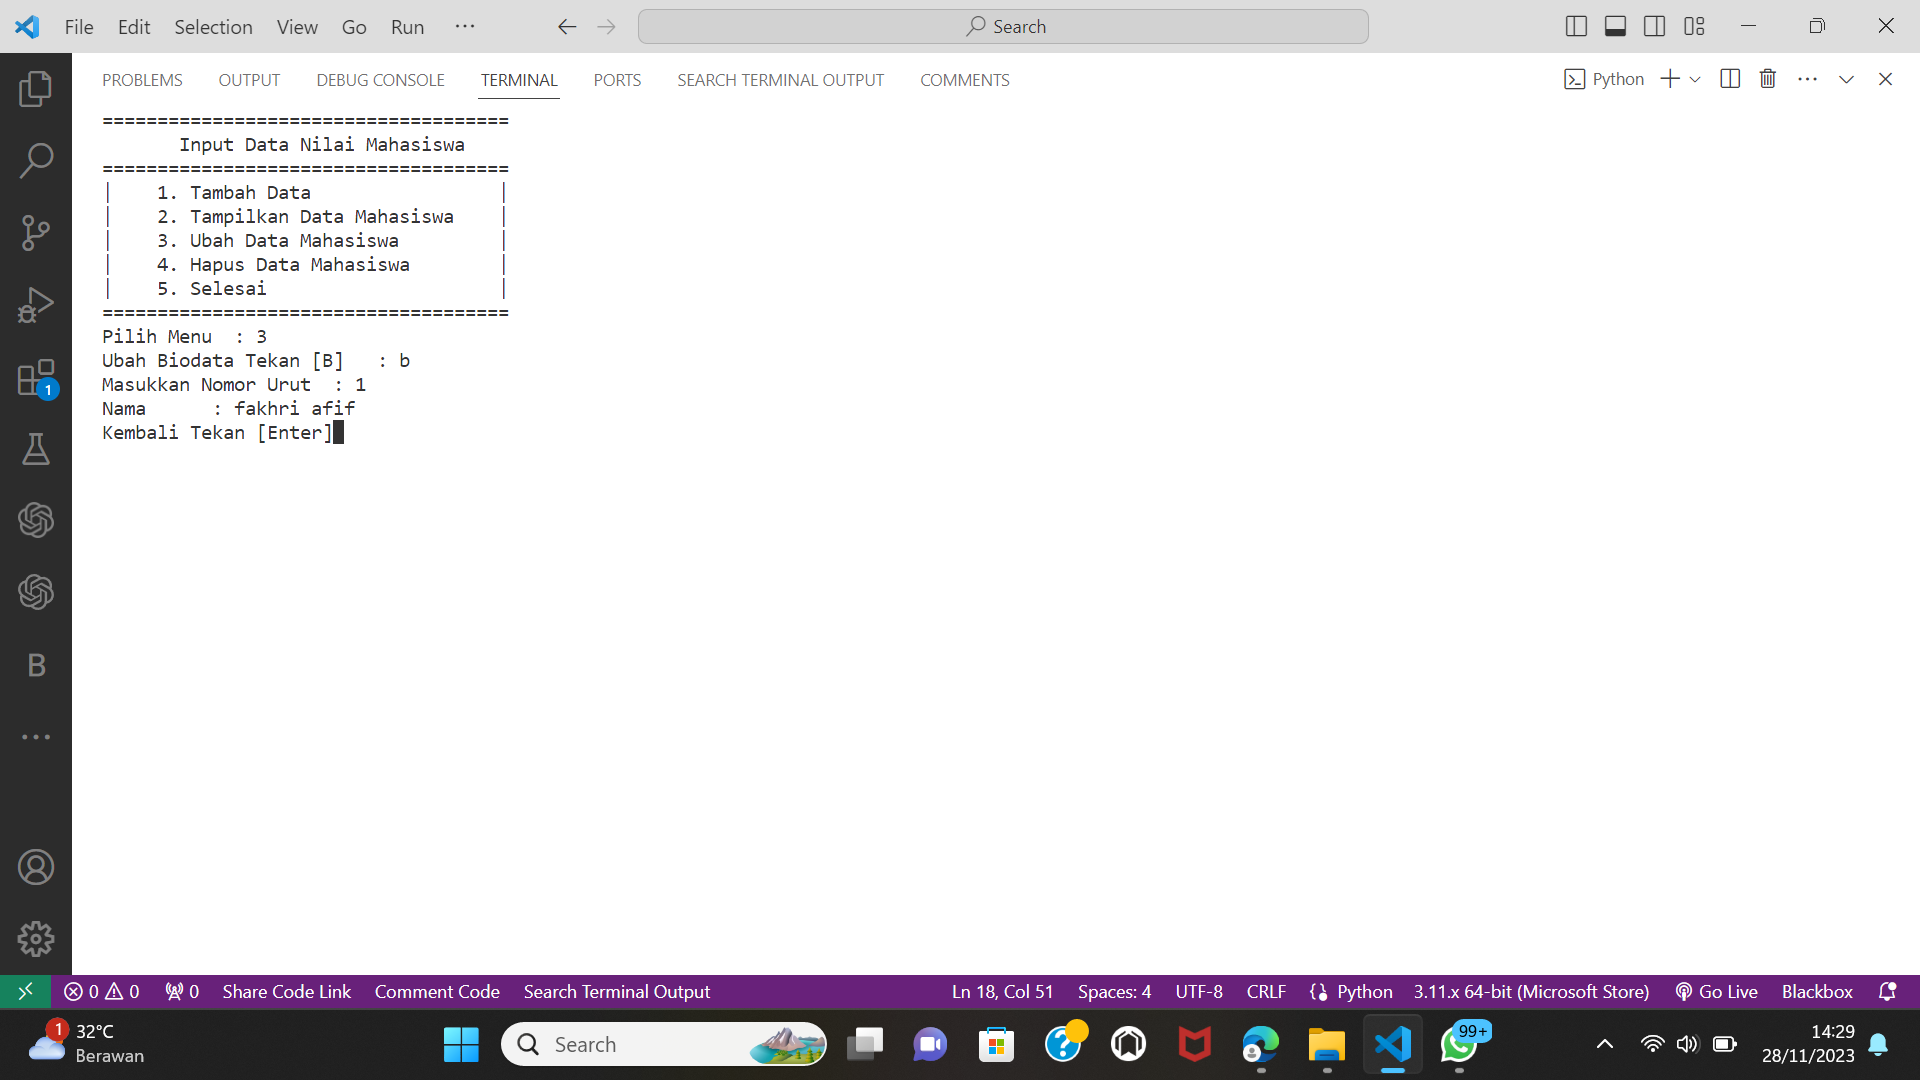 File Edit Selection View Go Run ··· Search
PROBLEMS OUTPUT DEBUG CONSOLE TERMINAL PORTS SEARCH TERMINAL OUTPUT COMMENTS Python
=====================================
Input Data Nilai Mahasiswa
=====================================
| 1. Tambah Data |
| 2. Tampilkan Data Mahasiswa |
| 3. Ubah Data Mahasiswa |
| 4. Hapus Data Mahasiswa |
| 5. Selesai |
=====================================
Pilih Menu : 3
Ubah Biodata Tekan [B] : b
Masukkan Nomor Urut : 1
Nama : fakhri afif
Kembali Tekan [Enter]
1
B
0 0 0 Share Code Link Comment Code Search Terminal Output Ln 18, Col 51 Spaces: 4 UTF-8 CRLF Python 3.11.x 64-bit (Microsoft Store) Go Live Blackbox
1 32°C
Berawan
Search
99+
14:29
28/11/2023